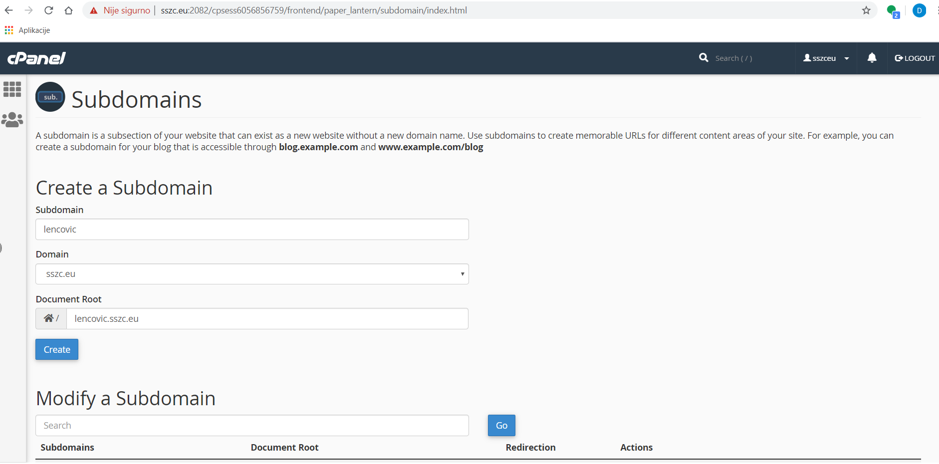 Nije sigurno | sszc.eu:2082/cpsess6056856759/frontend/paper_lantern/subdomain/index.html
2
D
Aplikacije
cPanel
Search ( / )
sszceu
LOGOUT
sub.
Subdomains
A subdomain is a subsection of your website that can exist as a new website without a new domain name. Use subdomains to create memorable URLs for different content areas of your site. For example, you can
create a subdomain for your blog that is accessible through blog.example.com and www.example.com/blog
Create a Subdomain
Subdomain
lencovic
Domain
sszc.eu
Document Root
/ lencovic.sszc.eu
Create
Modify a Subdomain
Search Go
Subdomains Document Root Redirection Actions